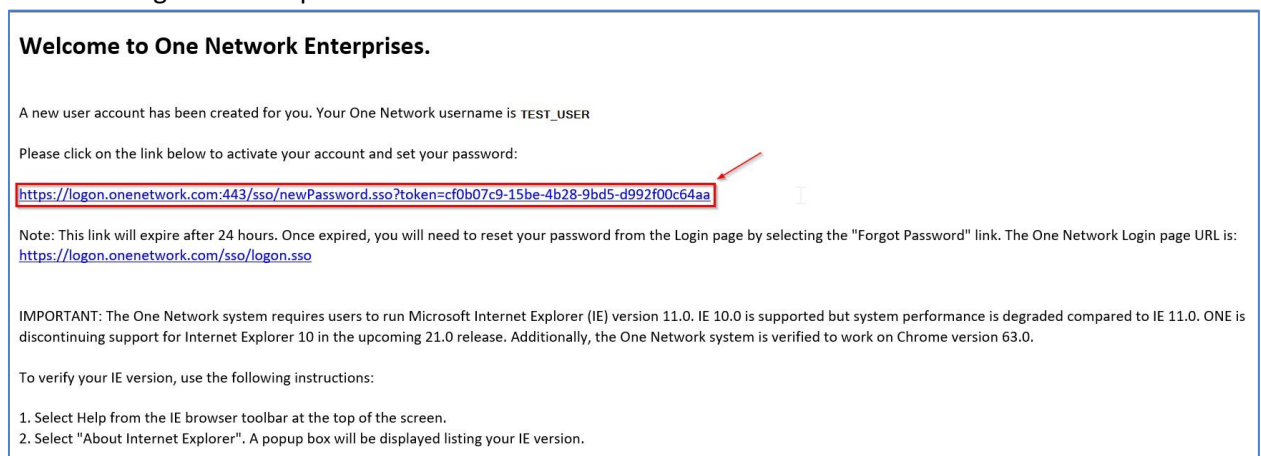 Welcome to One Network Enterprises.
A new user account has been created for you. Your One Network username is TEST_USER
Please click on the link below to activate your account and set your password:
https://logon.onenetwork.com:443/sso/newPassword.sso?token=cf0b07c9-15be-4b28-9bd5-d992f00c64aa
Note: This link will expire after 24 hours. Once expired, you will need to reset your password from the Login page by selecting the "Forgot Password" link. The One Network Login page URL is:
https://logon.onenetwork.com/sso/logon.sso
IMPORTANT: The One Network system requires users to run Microsoft Internet Explorer (IE) version 11.0. IE 10.0 is supported but system performance is degraded compared to IE 11.0. ONE is
discontinuing support for Internet Explorer 10 in the upcoming 21.0 release. Additionally, the One Network system is verified to work on Chrome version 63.0.
To verify your IE version, use the following instructions:
1. Select Help from the IE browser toolbar at the top of the screen.
2. Select "About Internet Explorer". A popup box will be displayed listing your IE version.